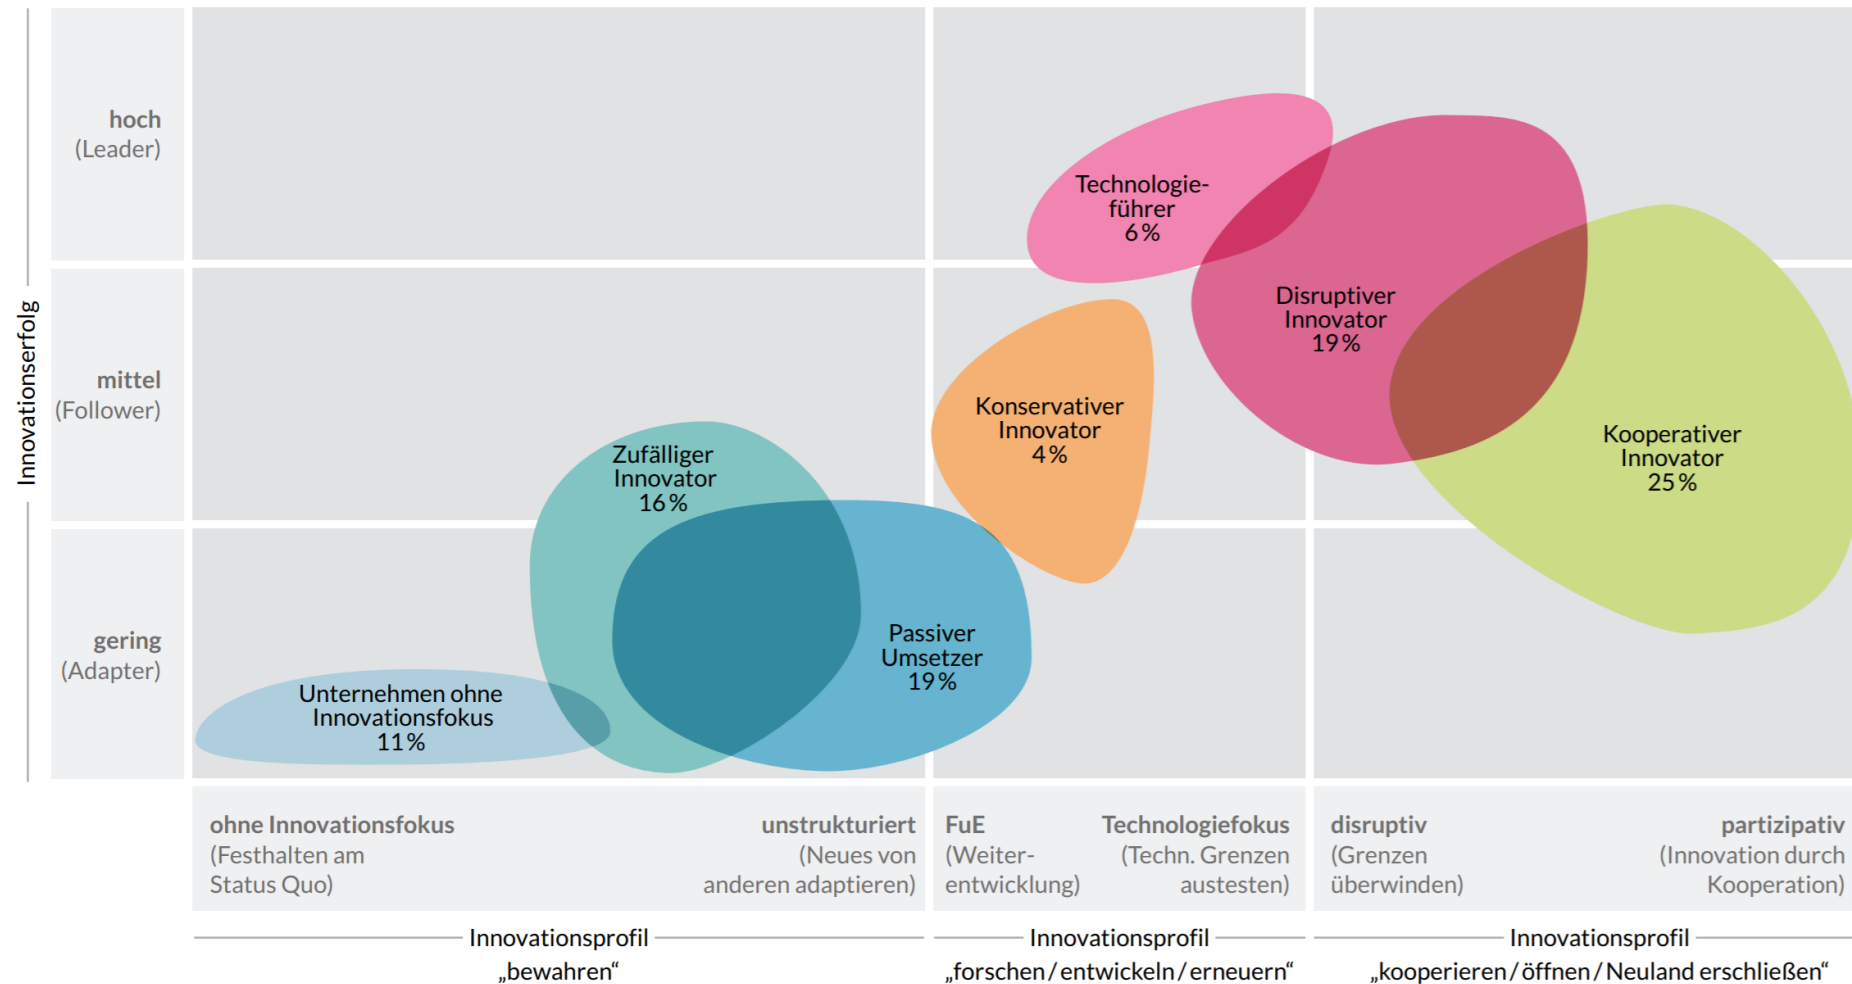 Innovationserfolg
hoch
(Leader)
mittel
(Follower)
gering
(Adapter)
Technologie-
führer
6 %
Disruptiver
Innovator
19 %
Konservativer
Innovator
4 %
Kooperativer
Innovator
25 %
Zufälliger
Innovator
16 %
Passiver
Umsetzer
19 %
Unternehmen ohne
Innovationsfokus
11 %
ohne Innovationsfokus
(Festhalten am
Status Quo)
unstrukturiert
(Neues von
anderen adaptieren)
FuE
(Weiter-
entwicklung)
Technologiefokus
(Techn. Grenzen
austesten)
disruptiv
(Grenzen
überwinden)
partizipativ
(Innovation durch
Kooperation)
Innovationsprofil
„bewahren“
Innovationsprofil
„forschen / entwickeln / erneuern“
Innovationsprofil
„kooperieren / öffnen / Neuland erschließen“